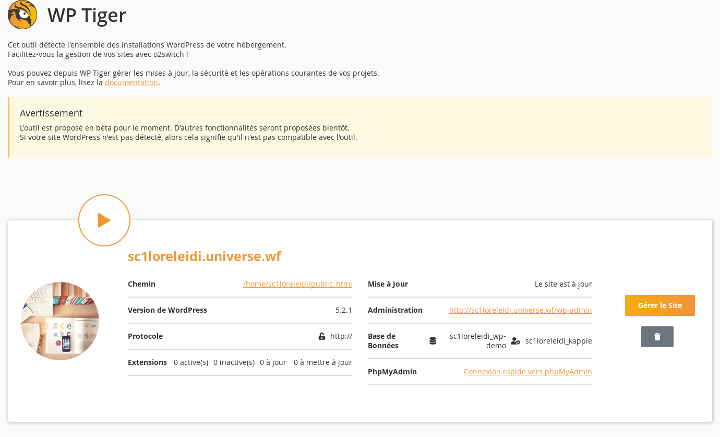 WP Tiger
Cet outil détecte l'ensemble des installations WordPress de votre hébergement.
Facilitez-vous la gestion de vos sites avec o2switch !
Vous pouvez depuis WP Tiger gérer les mises à jour, la sécurité et les opérations courantes de vos projets.
Pour en savoir plus, lisez la documentation.
Avertissement
L'outil est proposé en bêta pour le moment. D'autres fonctionnalités seront proposées bientôt.
Si votre site WordPress n'est pas détecté, alors cela signifie qu'il n'est pas compatible avec l'outil.
sc1loreleidi.universe.wf
Chemin /home/sc1loreleidi/public_html
Version de WordPress 5.2.1
Protocole http://
Extensions 0 active(s) 0 inactive(s) 0 à jour 0 à mettre à jour
Mise à Jour Le site est à jour
Administration http://sc1loreleidi.universe.wf/wp-admin
Base de
Bonnées
sc1loreleidi_wp-
demo
sc1loreleidi_kappie
PhpMyAdmin Connexion rapide vers phpMyAdmin
Gérer le Site